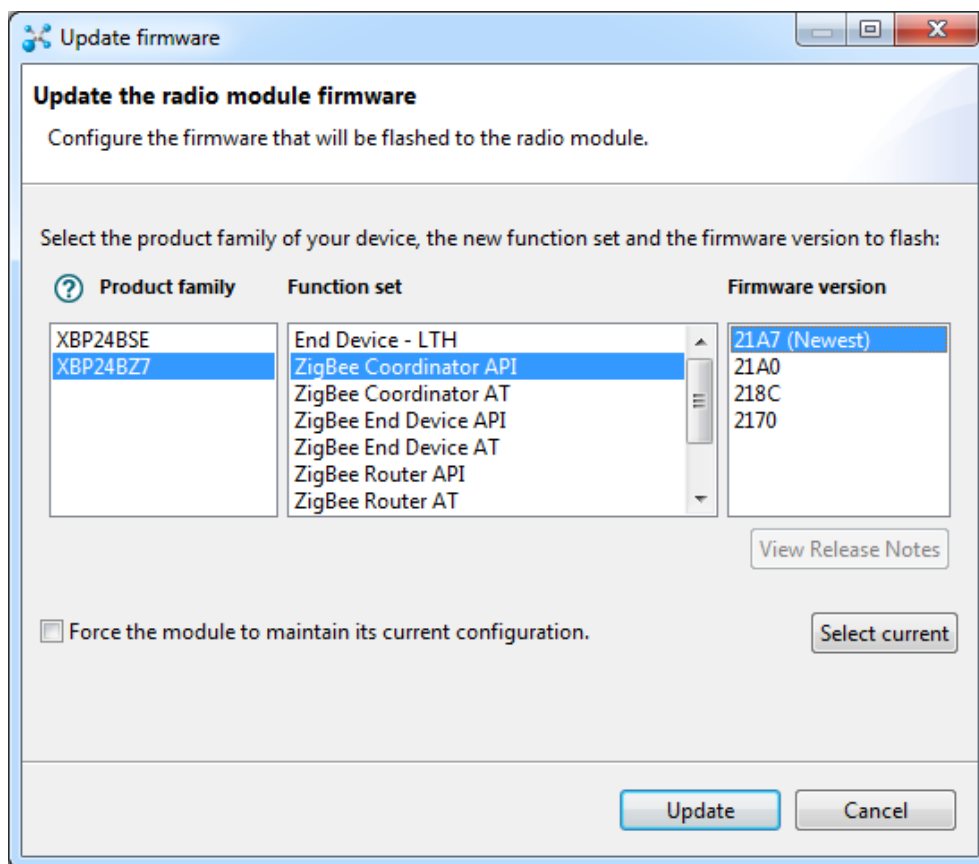 Update firmware
Update the radio module firmware
Configure the firmware that will be flashed to the radio module.
Select the product family of your device, the new function set and the firmware version to flash:
? Product family
Function set
Firmware version
XBP24BSE
XBP24BZ7
End Device - LTH
ZigBee Coordinator API
ZigBee Coordinator AT
ZigBee End Device API
ZigBee End Device AT
ZigBee Router API
ZigBee Router AT
21A7 (Newest)
21A0
218C
2170
View Release Notes
Force the module to maintain its current configuration.
Select current
Update
Cancel